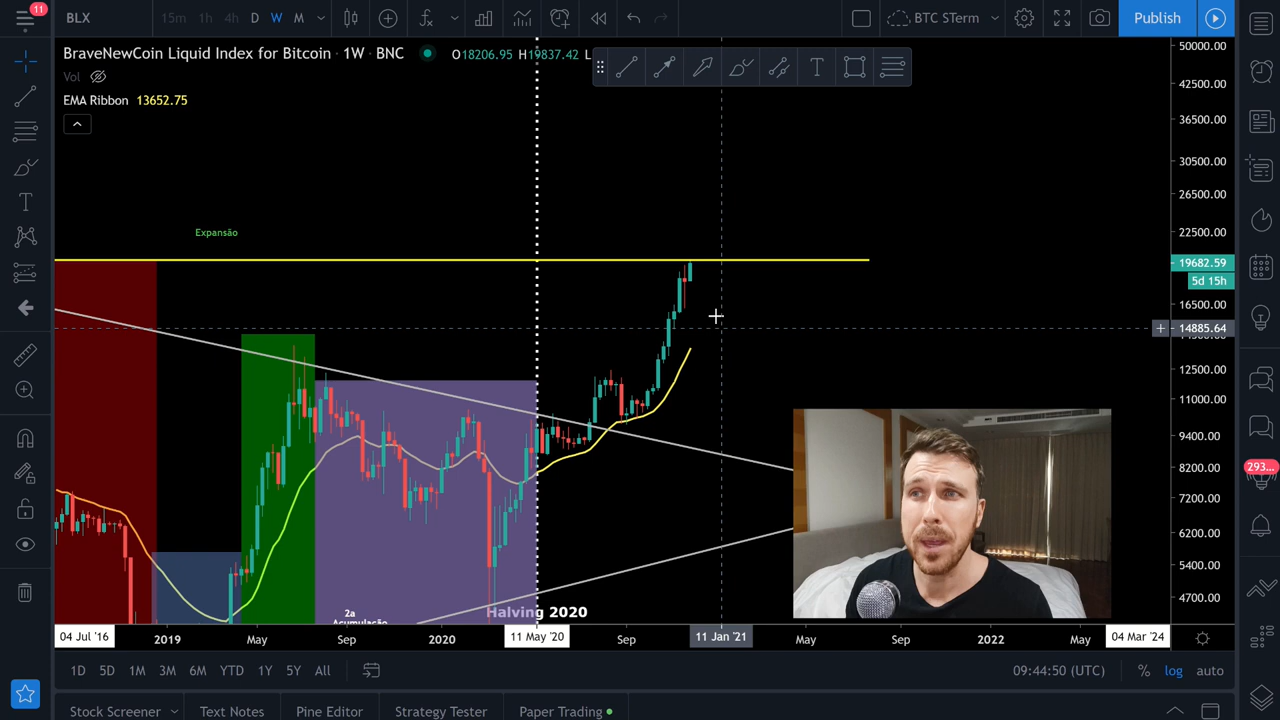 11
BLX
15m 1h 4h D W M
BTC STerm
Publish
BraveNewCoin Liquid Index for Bitcoin · 1W · BNC
O18206.95 H19837.42 L
Vol
EMA Ribbon 13652.75
Expansão
2a
Acumulação
Halving 2020
50000.00
42500.00
36500.00
30500.00
26500.00
22500.00
19682.59
5d 15h
16500.00
14885.64
12500.00
11000.00
9400.00
8200.00
7200.00
6200.00
5400.00
4700.00
293...
04 Jul '16 2019 May Sep 2020 11 May '20 Sep 11 Jan '21 May Sep 2022 May 04 Mar '24
1D 5D 1M 3M 6M YTD 1Y 5Y All
09:44:50 (UTC) % log auto
Stock Screener Text Notes Pine Editor Strategy Tester Paper Trading